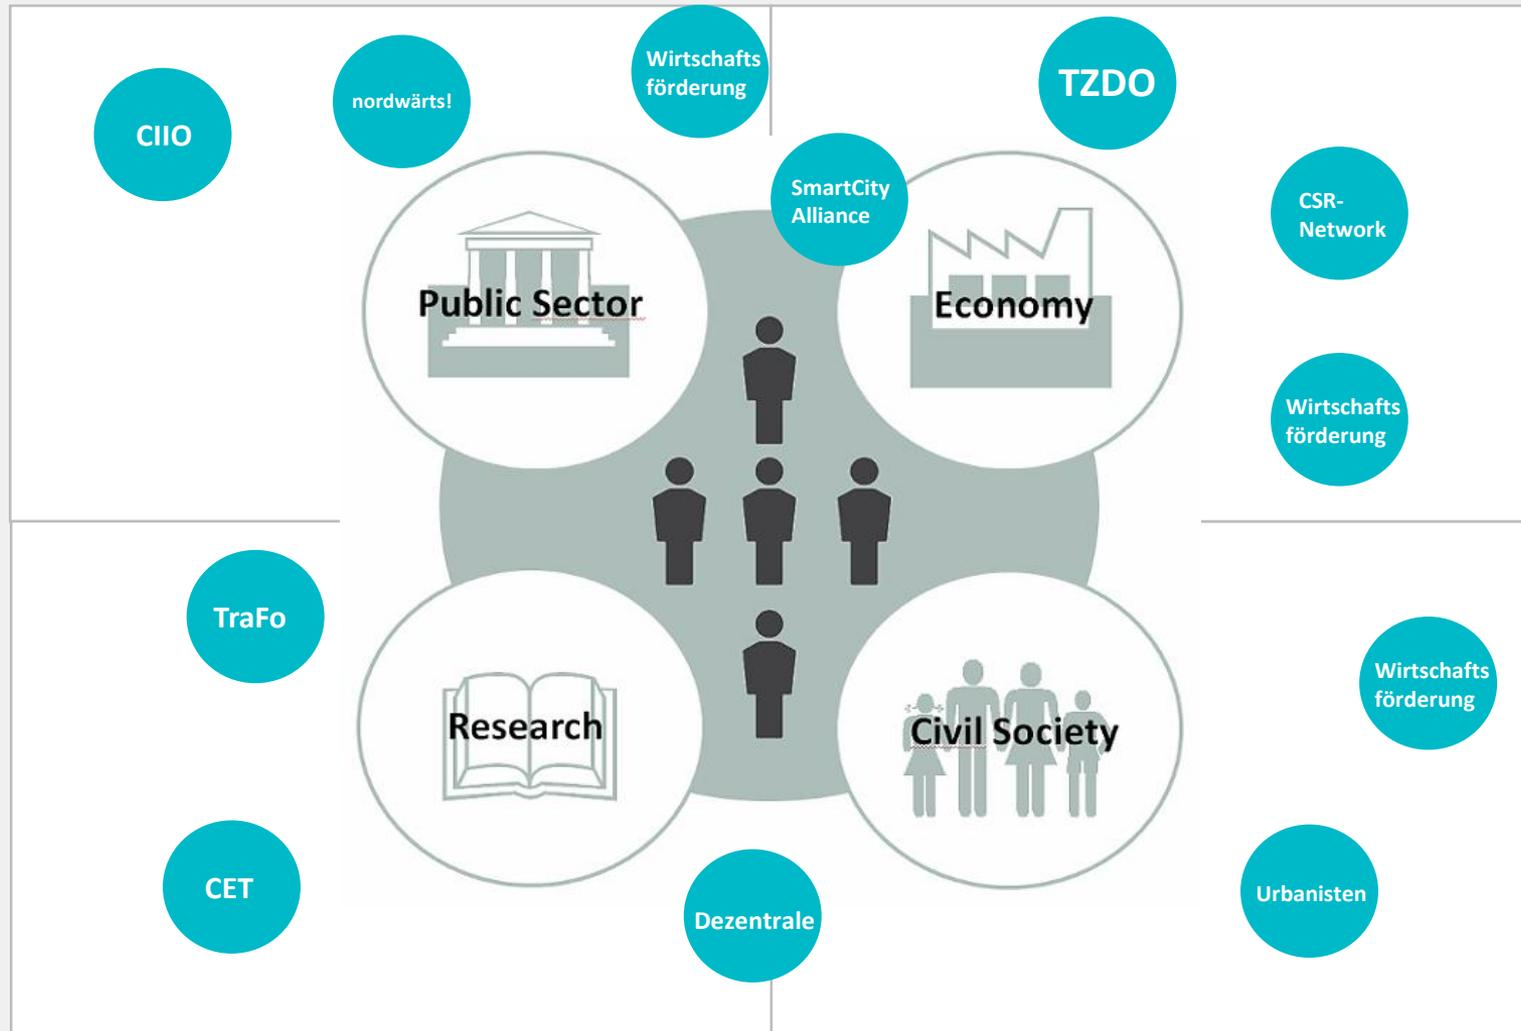 Wirtschafts
förderung
TZDO
nordwärts!
CIIO
SmartCity
Alliance
CSR-
Network
Public Sector
Economy
Wirtschafts
förderung
TraFo
Wirtschafts
förderung
Research
Civil Society
CET
Dezentrale
Urbanisten